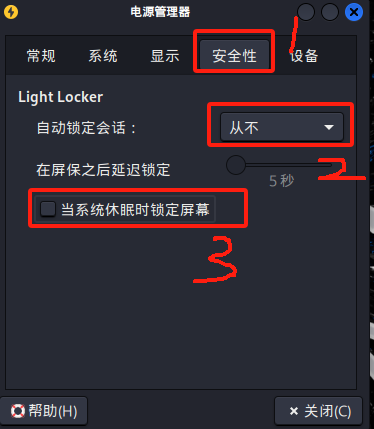 电源管理器
常规 系统 显示 安全性 设备
1
Light Locker
自动锁定会话： 从不
在屏保之后延迟锁定
5 秒
2
当系统休眠时锁定屏幕
3
帮助(H) 关闭(C)